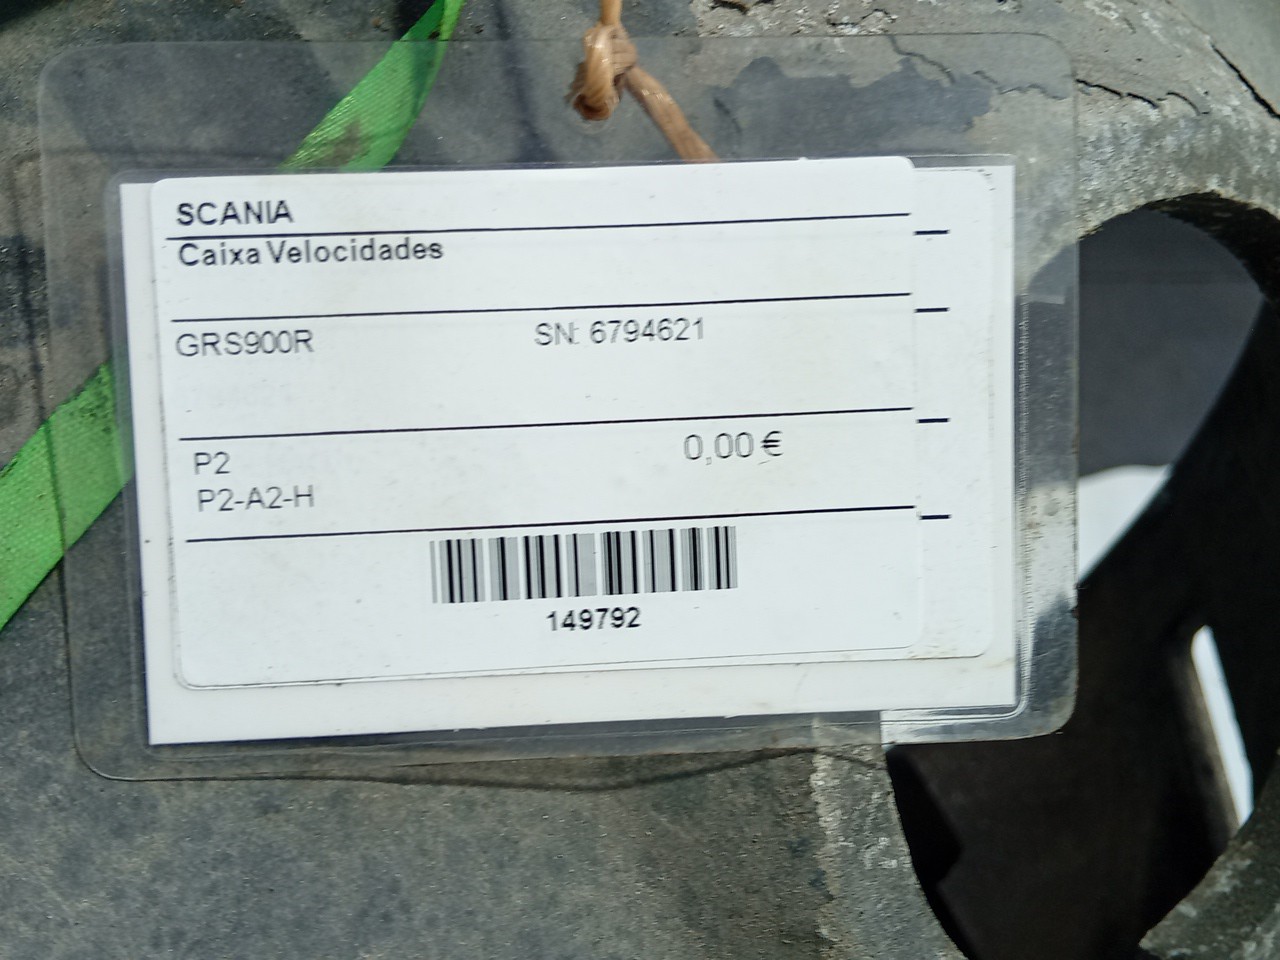 SCANIA
Caixa Velocidades
GRS900R SN: 6794621
P2 0,00 €
P2-A2-H
149792